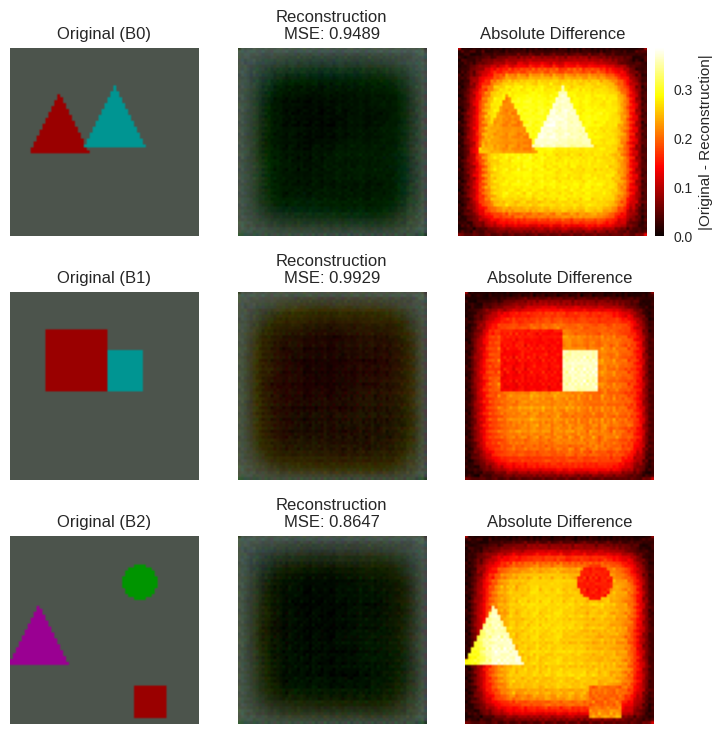 Original (B0)
Reconstruction
MSE: 0.9489
Absolute Difference
0.3
0.2
0.1
0.0
|Original - Reconstruction|
Original (B1)
Reconstruction
MSE: 0.9929
Absolute Difference
Original (B2)
Reconstruction
MSE: 0.8647
Absolute Difference